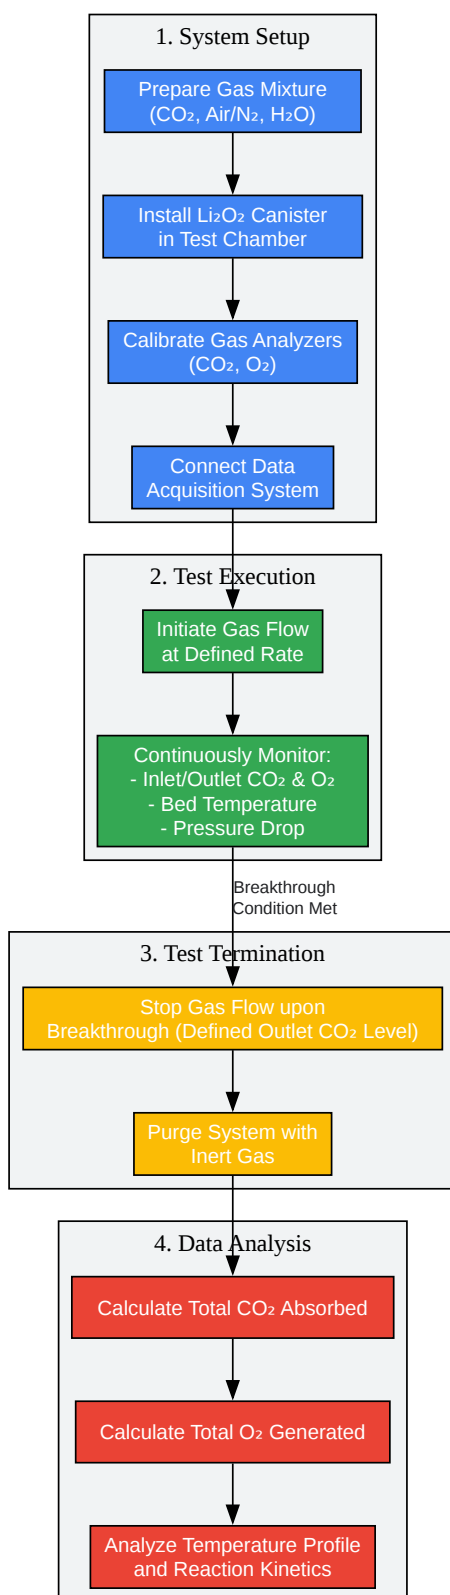 1. System Setup
Prepare Gas Mixture
(CO₂, Air/N₂, H₂O)
Install Li₂O₂ Canister
in Test Chamber
Calibrate Gas Analyzers
(CO₂, O₂)
Connect Data
Acquisition System
2. Test Execution
Initiate Gas Flow
at Defined Rate
Continuously Monitor:
- Inlet/Outlet CO₂ & O₂
- Bed Temperature
- Pressure Drop
Breakthrough
Condition Met
3. Test Termination
Stop Gas Flow upon
Breakthrough (Defined Outlet CO₂ Level)
Purge System with
Inert Gas
4. Data Analysis
Calculate Total CO₂ Absorbed
Calculate Total O₂ Generated
Analyze Temperature Profile
and Reaction Kinetics